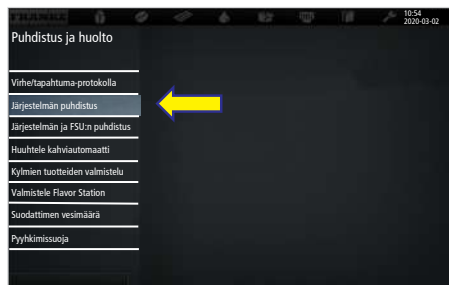 FRANKE
10:54
2020-03-02
Puhdistus ja huolto
Virhe/tapahtuma-protokolla
Järjestelmän puhdistus
Järjestelmän ja FSU:n puhdistus
Huuhtele kahviautomaatti
Kylmien tuotteiden valmistelu
Valmistele Flavor Station
Suodattimen vesimäärä
Pyyhkimissuoja